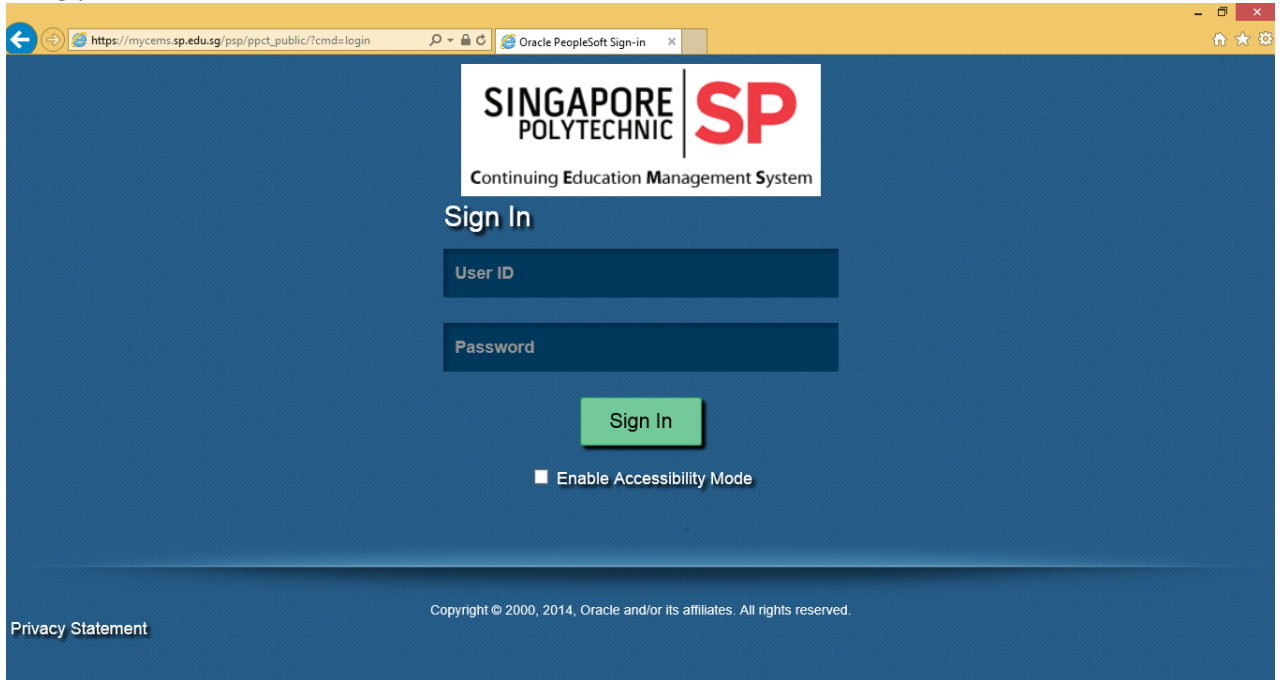 https://mycems.sp.edu.sg/psp/ppct_public/?cmd=login
Oracle PeopleSoft Sign-in
SINGAPORE
POLYTECHNIC
SP
Continuing Education Management System
Sign In
User ID
Password
Sign In
Enable Accessibility Mode
Copyright © 2000, 2014, Oracle and/or its affiliates. All rights reserved.
Privacy Statement